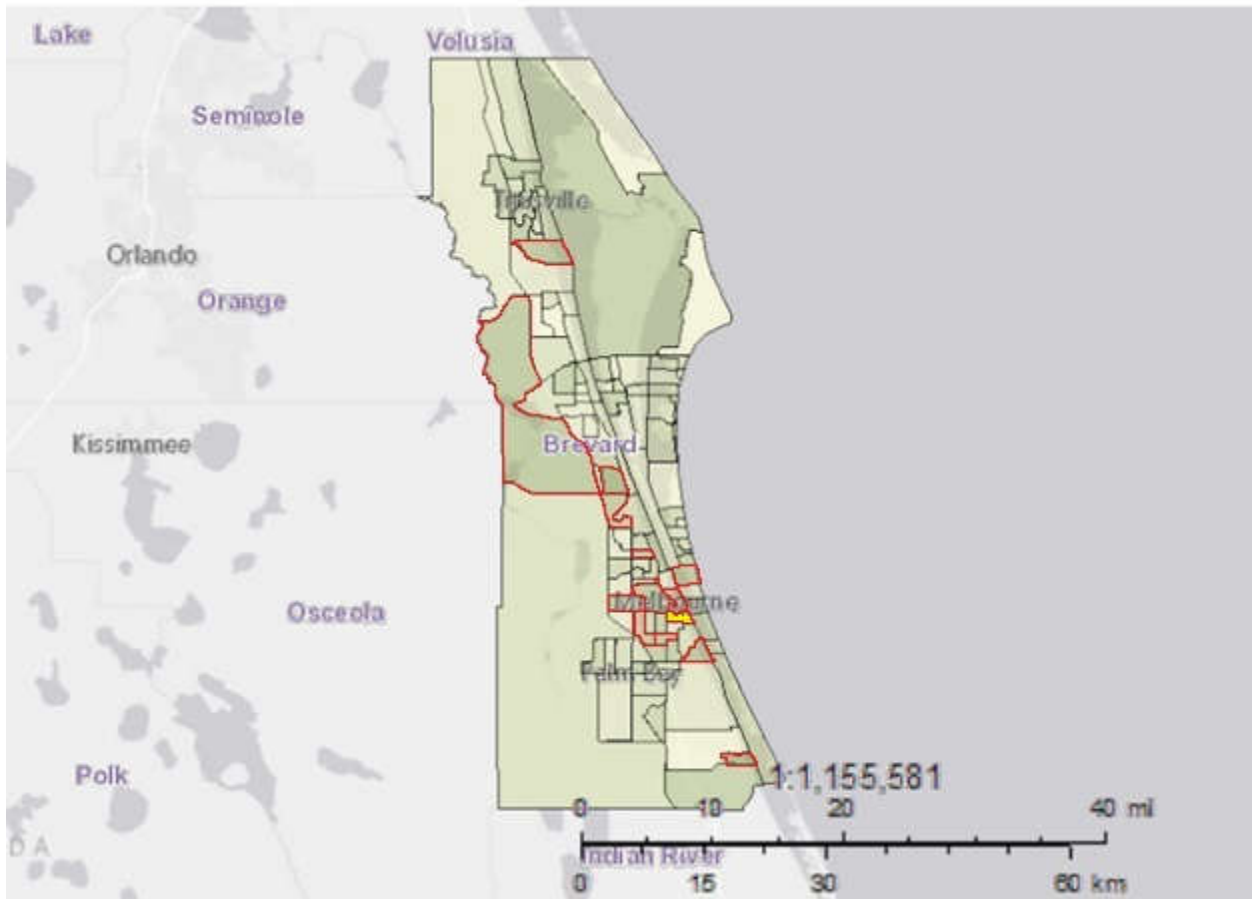 Lake
Volusia
Seminole
Titusville
Orlando
Orange
Kissimmee
Brevard
Osceola
Melbourne
Palm Bay
Polk
1:1,155,581
0 10 20 40 mi
D A
Indian River
0 15 30 60 km